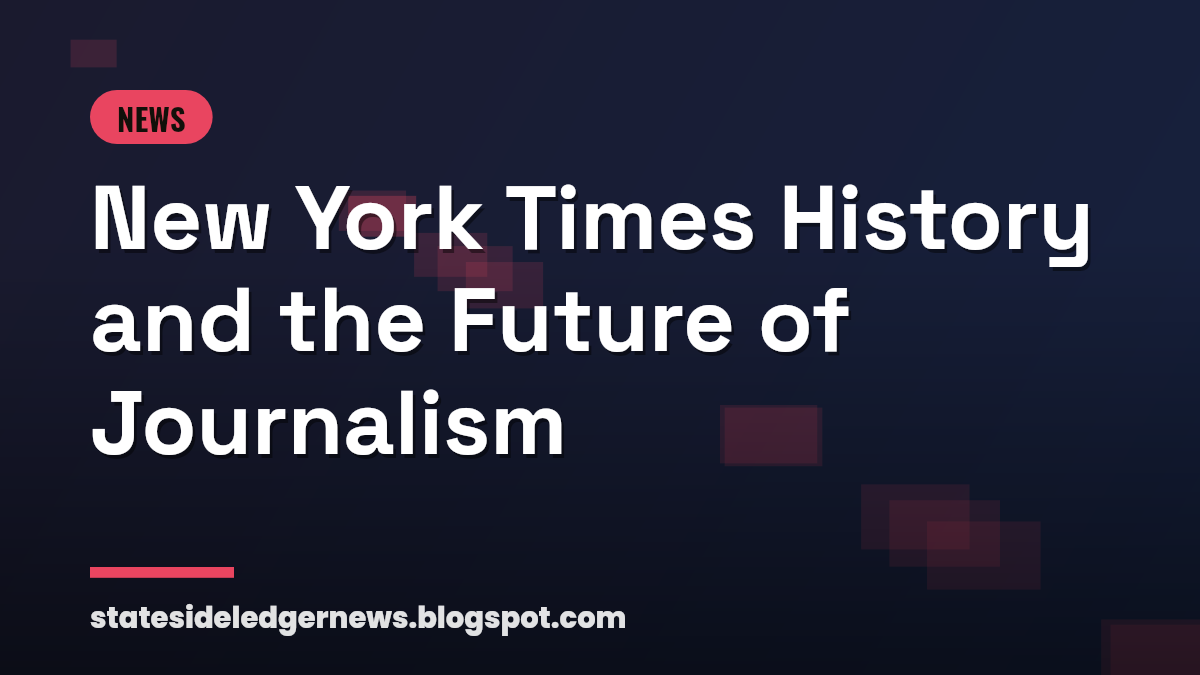 NEWS
New York Times History
and the Future of
Journalism
statesideledgernews.blogspot.com